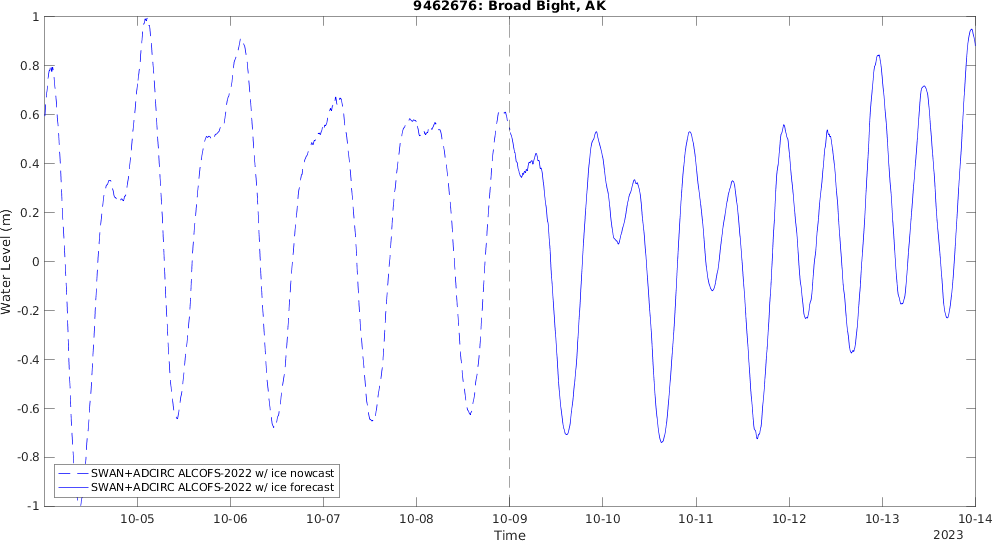 9462676: Broad Bight, AK
Water Level (m)
1
0.8
0.6
0.4
0.2
0
-0.2
-0.4
-0.6
-0.8
-1
SWAN+ADCIRC ALCOFS-2022 w/ ice nowcast
SWAN+ADCIRC ALCOFS-2022 w/ ice forecast
10-05 10-06 10-07 10-08 10-09 10-10 10-11 10-12 10-13 10-14
Time
2023